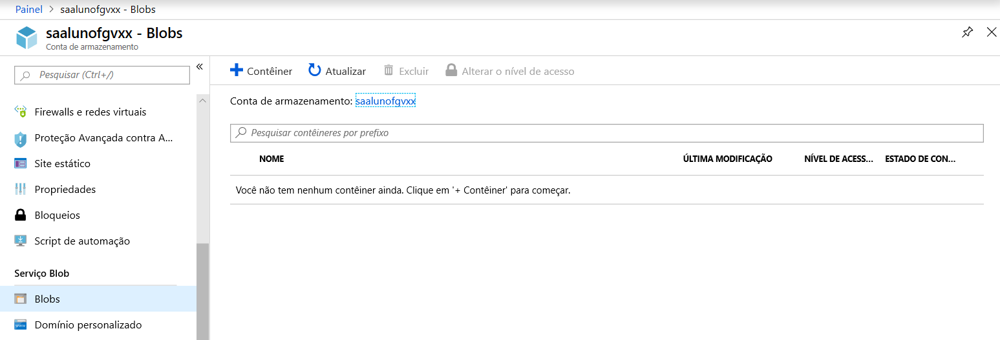 Painel > saalunofgvxx - Blobs
saalunofgvxx - Blobs
Conta de armazenamento
Pesquisar (Ctrl+/)
«
Firewalls e redes virtuais
Proteção Avançada contra A...
Site estático
Propriedades
Bloqueios
Script de automação
Serviço Blob
Blobs
Domínio personalizado
Contêiner Atualizar Excluir Alterar o nível de acesso
Conta de armazenamento: saalunofgvxx
Pesquisar contêineres por prefixo
NOME ÚLTIMA MODIFICAÇÃO NÍVEL DE ACESS... ESTADO DE CON...
Você não tem nenhum contêiner ainda. Clique em '+ Contêiner' para começar.